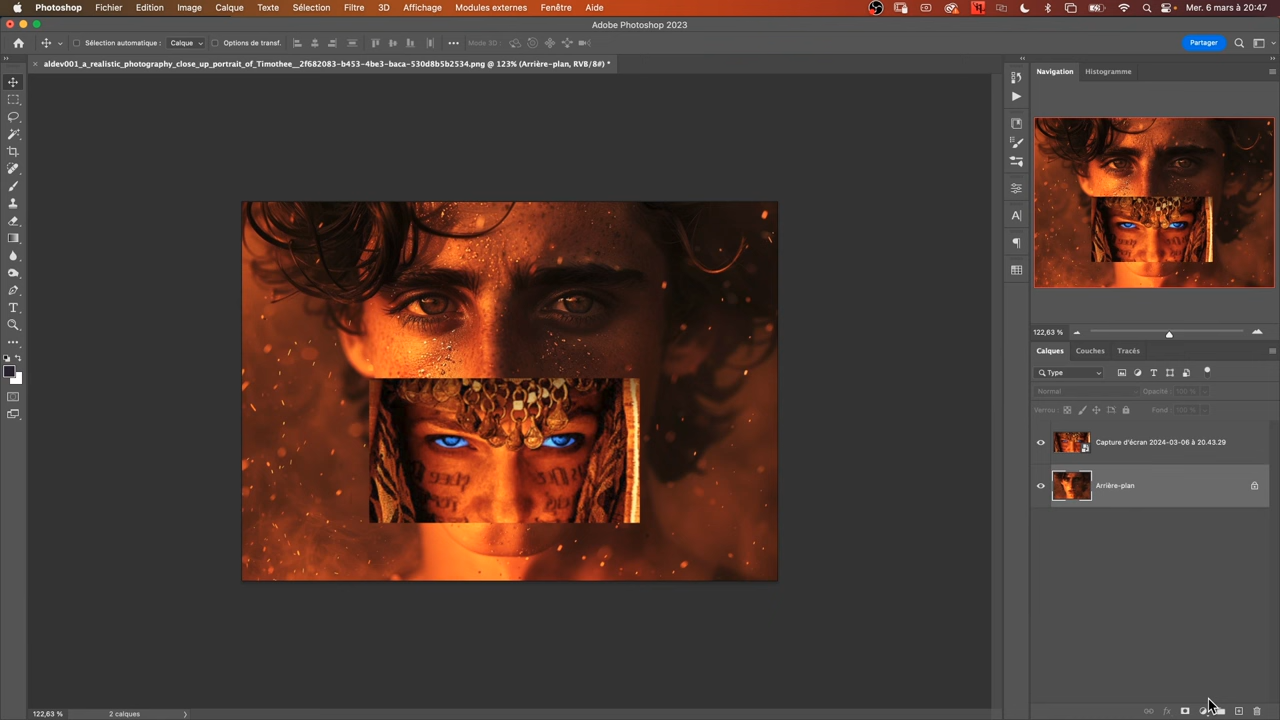 Photoshop Fichier Edition Image Calque Texte Sélection Filtre 3D Affichage Modules externes Fenêtre Aide Mer. 6 mars à 20:47
Adobe Photoshop 2023
Sélection automatique : Calque Options de transf. Mode 3D : Partager
aldev001_a_realistic_photography_close_up_portrait_of_Timothee__2f682083-b453-4be3-baca-530d8b5b2534.png @ 123% (Arrière-plan, RVB/8#) *
Navigation Histogramme
122,63 %
Calques Couches Tracés
Type
Normal Opacité : 100 %
Verrou : Fond : 100 %
Capture d'écran 2024-03-06 à 20.43.29
Arrière-plan
122,63 % 2 calques